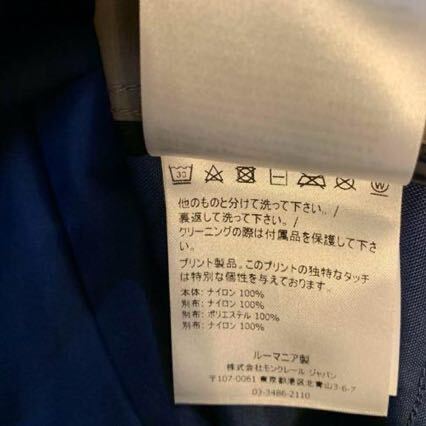 30
W
他のものと分けて洗って下さい。/
裏返して洗って下さい。/
クリーニングの際は付属品を保護して下さ
い。
プリント製品。このプリントの独特なタッチ
は特別な個性を与えております。
本体: ナイロン 100%
別布: ナイロン 100%
別布: ポリエステル 100%
別布: ナイロン 100%
ルーマニア製
株式会社モンクレール ジャパン
〒107-0061 東京都港区北青山3-6-7
03-3486-2110